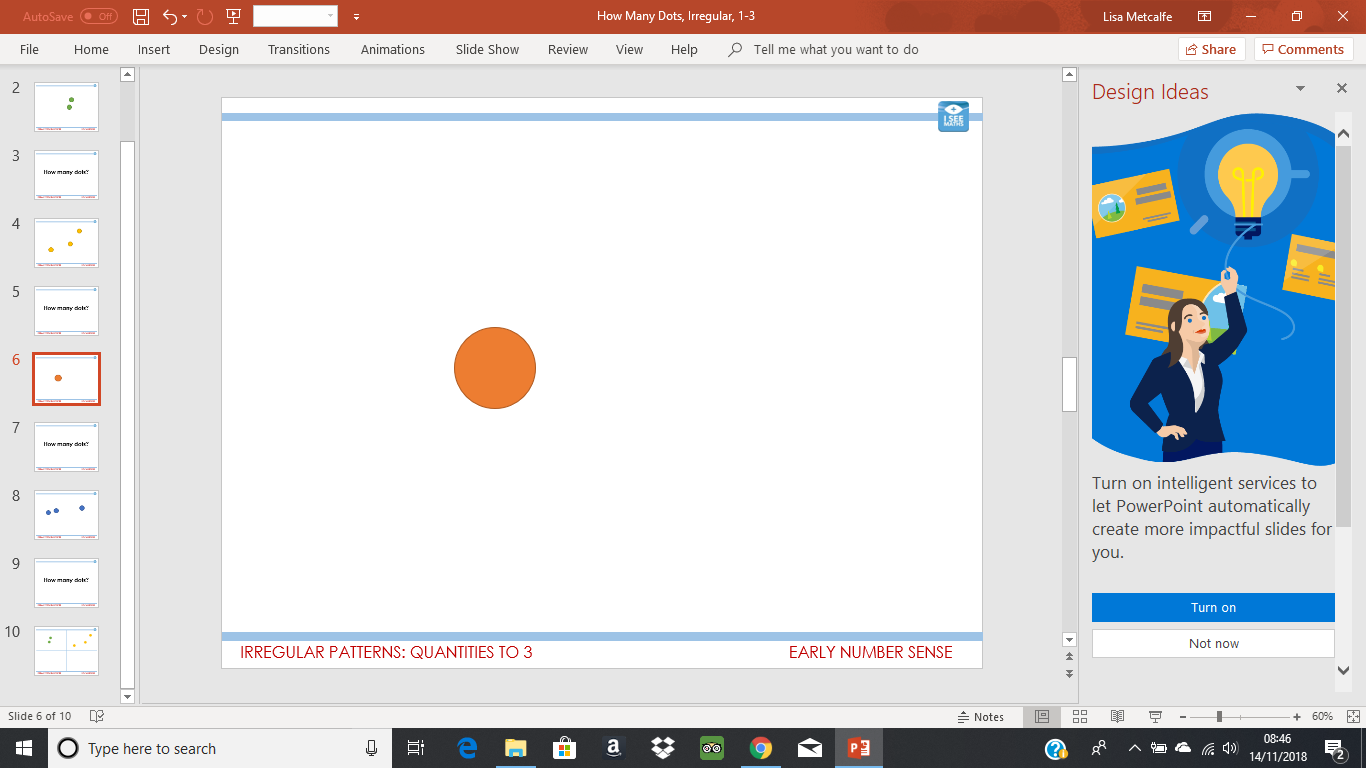 AutoSave Off
How Many Dots, Irregular, 1-3
Lisa Metcalfe
File Home Insert Design Transitions Animations Slide Show Review View Help Tell me what you want to do
Share Comments
2
3
How many dots?
4
5
How many dots?
6
7
How many dots?
8
9
How many dots?
10
I SEE
MATHS
IRREGULAR PATTERNS: QUANTITIES TO 3
EARLY NUMBER SENSE
Design Ideas
Turn on intelligent services to
let PowerPoint automatically
create more impactful slides for
you.
Turn on
Not now
Slide 6 of 10
Notes
60%
Type here to search
08:46
14/11/2018
2